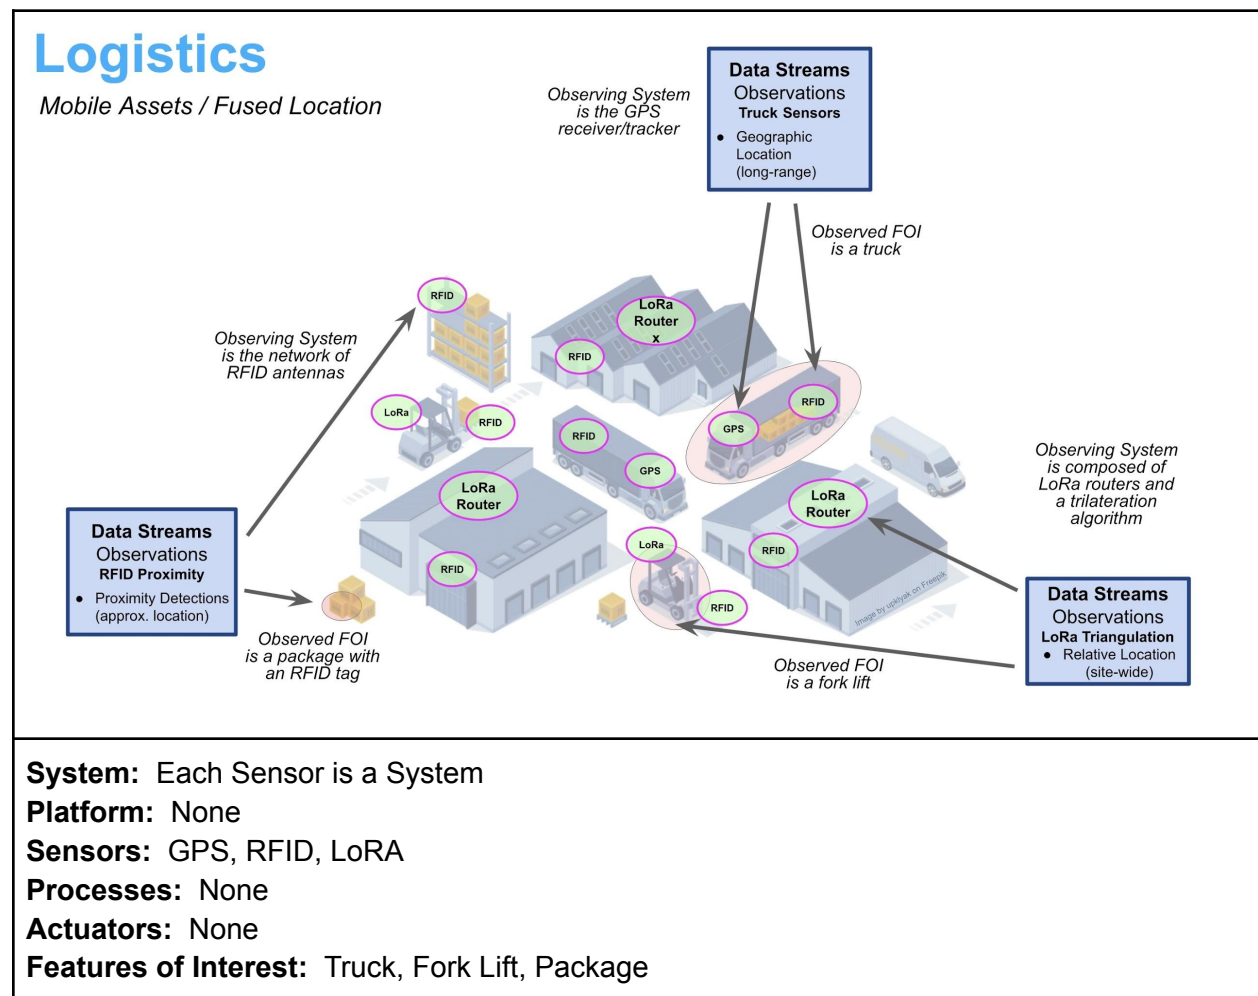 Logistics
Mobile Assets / Fused Location
Observing System
is the GPS
receiver/tracker
Data Streams
Observations
Truck Sensors
● Geographic
Location
(long-range)
Observed FOI
is a truck
Observing System
is the network of
RFID antennas
RFID
LoRa
Router
x
RFID
LoRa
RFID
RFID
GPS
GPS
RFID
LoRa
Router
LoRa
Router
Observing System
is composed of
LoRa routers and
a trilateration
algorithm
Data Streams
Observations
RFID Proximity
● Proximity Detections
(approx. location)
RFID
LoRa
RFID
RFID
Image by upklyak on Freepik
Observed FOI
is a package with
an RFID tag
Observed FOI
is a fork lift
Data Streams
Observations
LoRa Triangulation
● Relative Location
(site-wide)
System: Each Sensor is a System
Platform: None
Sensors: GPS, RFID, LoRA
Processes: None
Actuators: None
Features of Interest: Truck, Fork Lift, Package